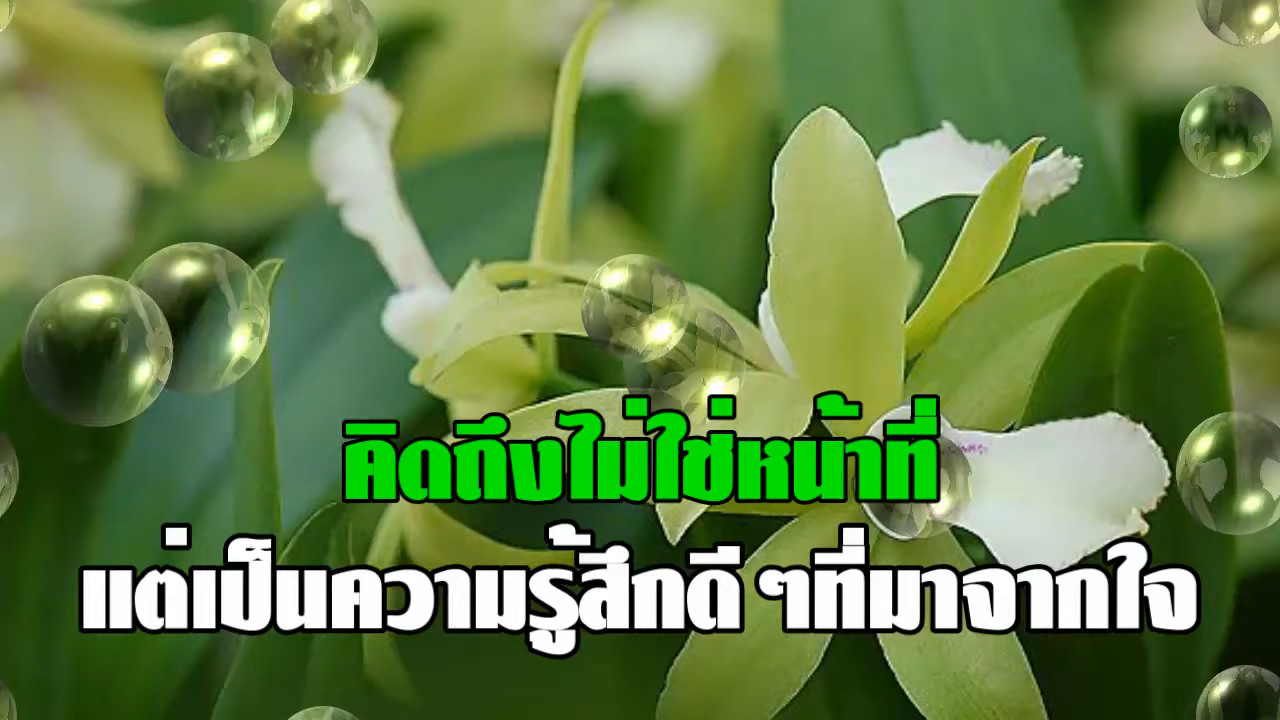 คิดถึงไม่ใช่หน้าที่
แต่เป็นความรู้สึกดี ๆที่มาจากใจ